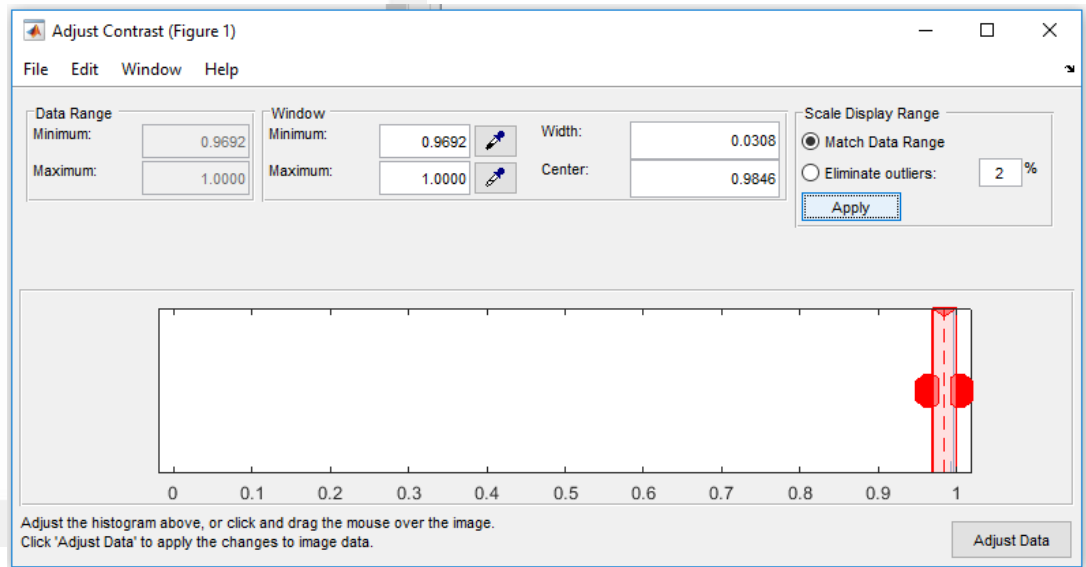 Adjust Contrast (Figure 1)
File Edit Window Help
Data Range
Minimum: 0.9692
Maximum: 1.0000
Window
Minimum: 0.9692
Maximum: 1.0000
Width: 0.0308
Center: 0.9846
Scale Display Range
Match Data Range
Eliminate outliers: 2 %
Apply
0 0.1 0.2 0.3 0.4 0.5 0.6 0.7 0.8 0.9 1
Adjust the histogram above, or click and drag the mouse over the image.
Click 'Adjust Data' to apply the changes to image data.
Adjust Data